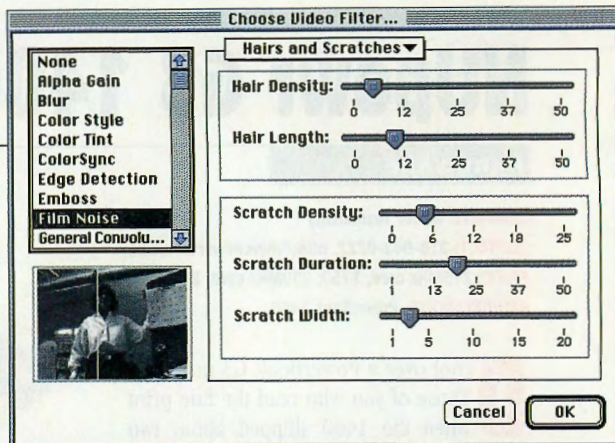 Choose Video Filter...
None
Alpha Gain
Blur
Color Style
Color Tint
ColorSync
Edge Detection
Emboss
Film Noise
General Convolu...
Hairs and Scratches▼
Hair Density:
0 12 25 37 50
Hair Length:
0 12 25 37 50
Scratch Density:
6 12 18 25
Scratch Duration:
13 25 37 50
Scratch Width:
1 5 10 15 20
Cancel OK